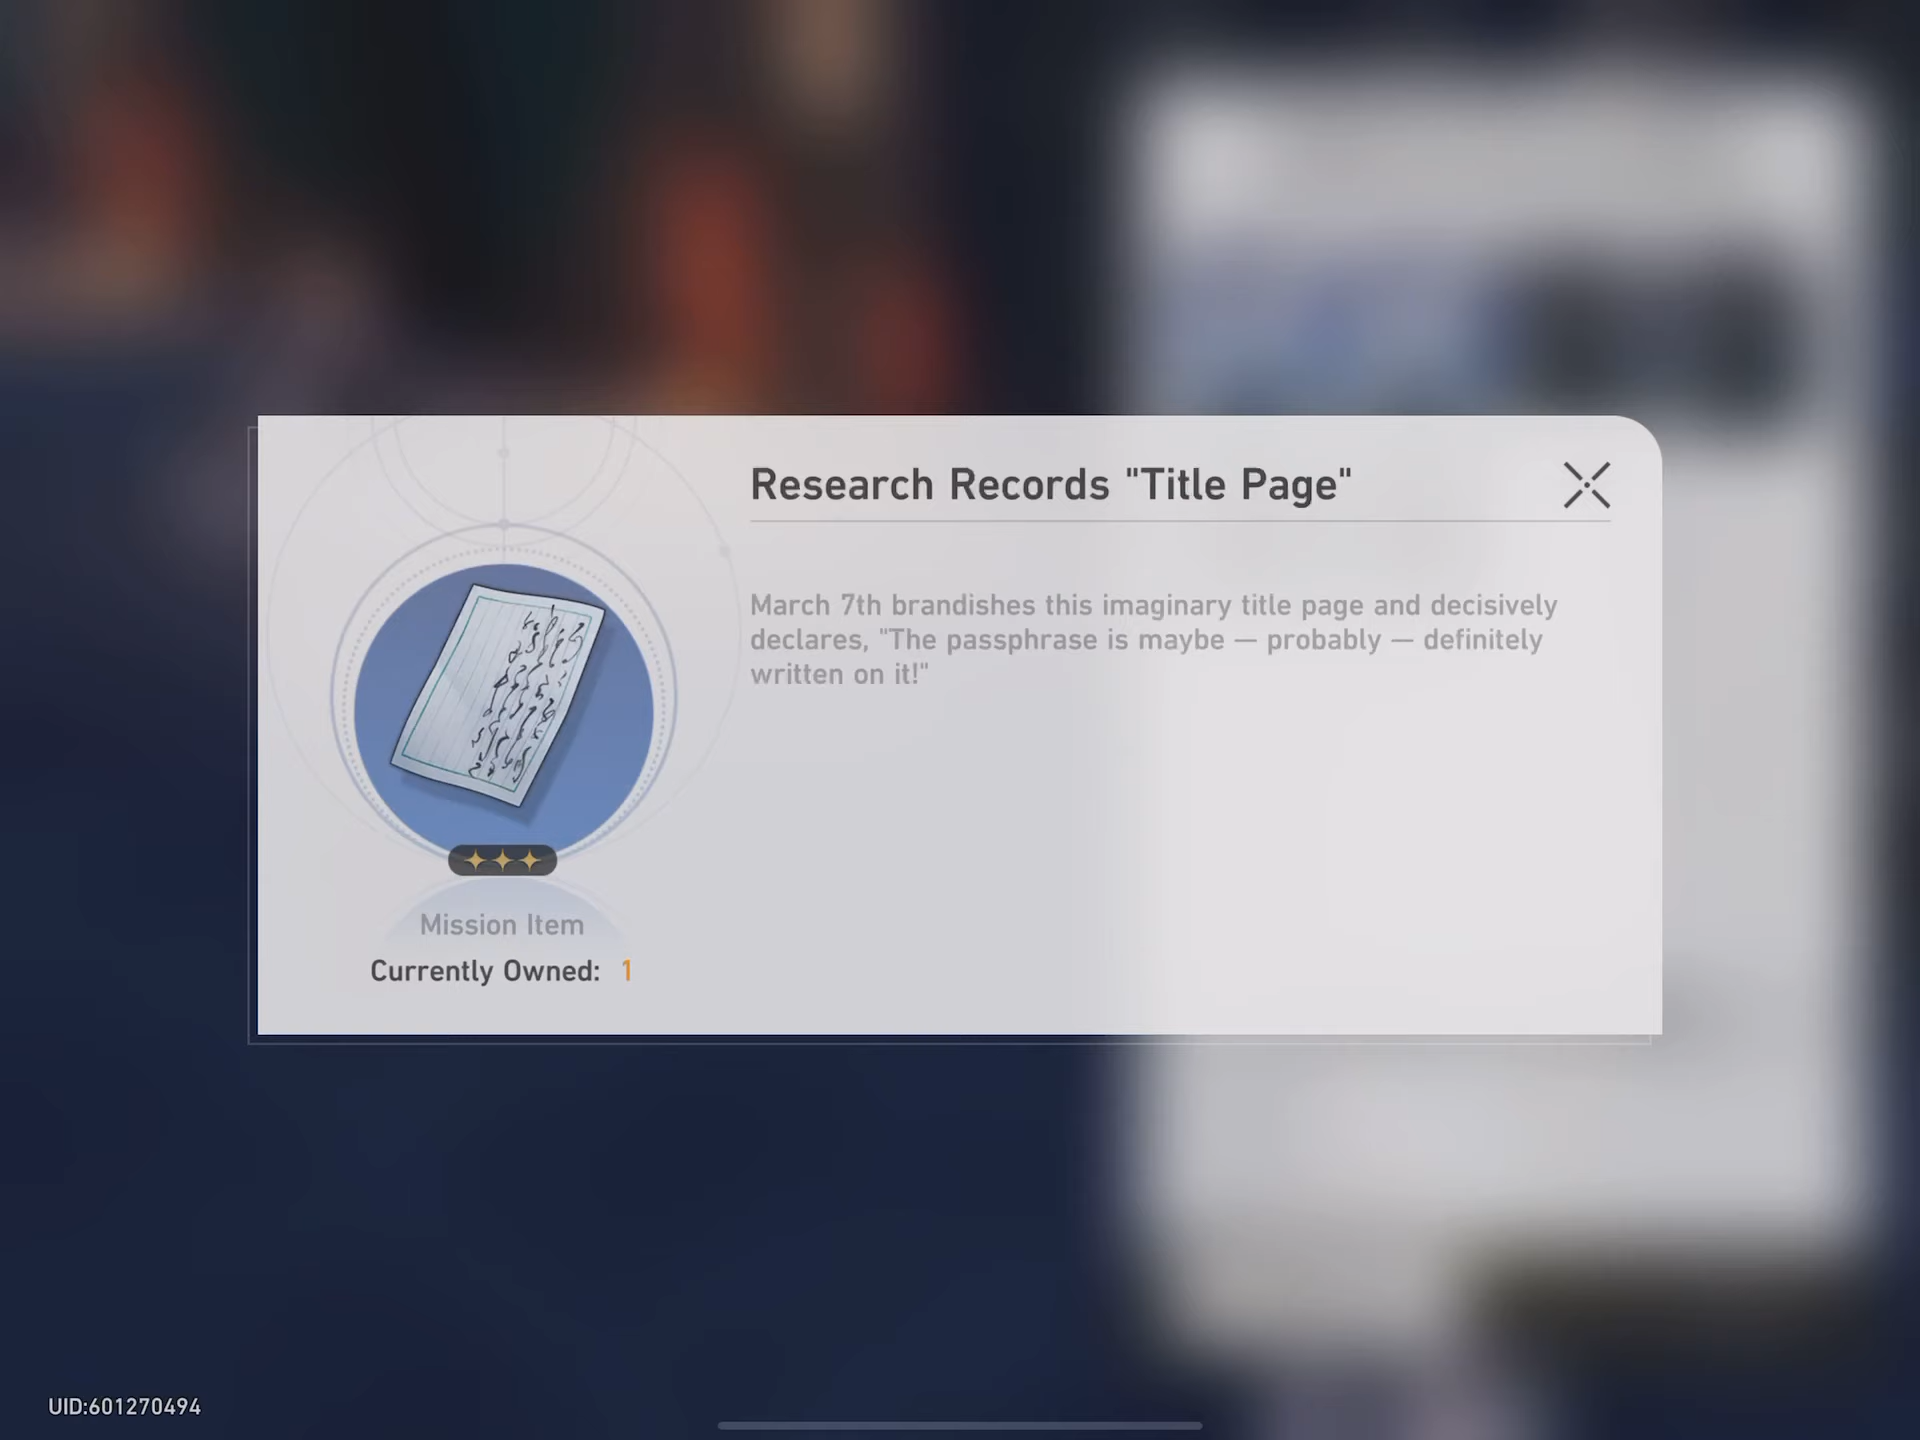 Research Records "Title Page"
March 7th brandishes this imaginary title page and decisively
declares, "The passphrase is maybe — probably — definitely
written on it!"
Mission Item
Currently Owned: 1
UID:601270494